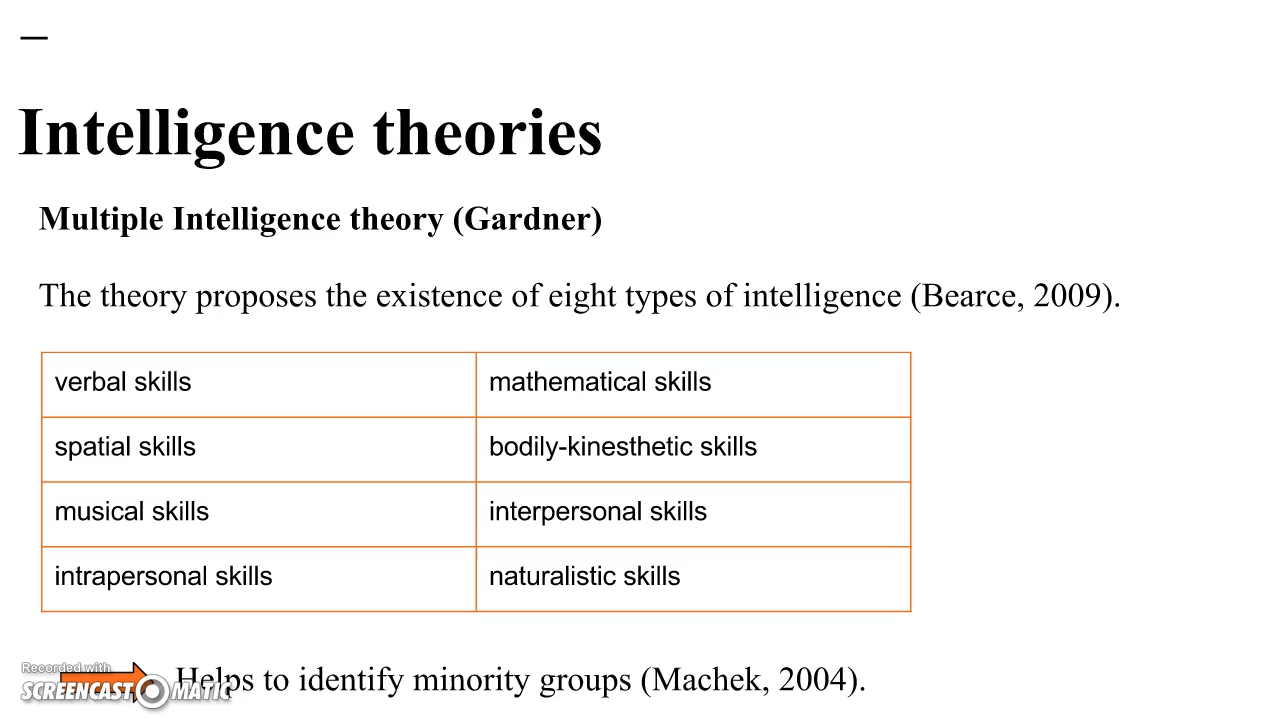 Intelligence theories
Multiple Intelligence theory (Gardner)
The theory proposes the existence of eight types of intelligence (Bearce, 2009).
verbal skills mathematical skills
spatial skills bodily-kinesthetic skills
musical skills interpersonal skills
intrapersonal skills naturalistic skills
Helps to identify minority groups (Machek, 2004).
Recorded with
SCREENCAST MATIC